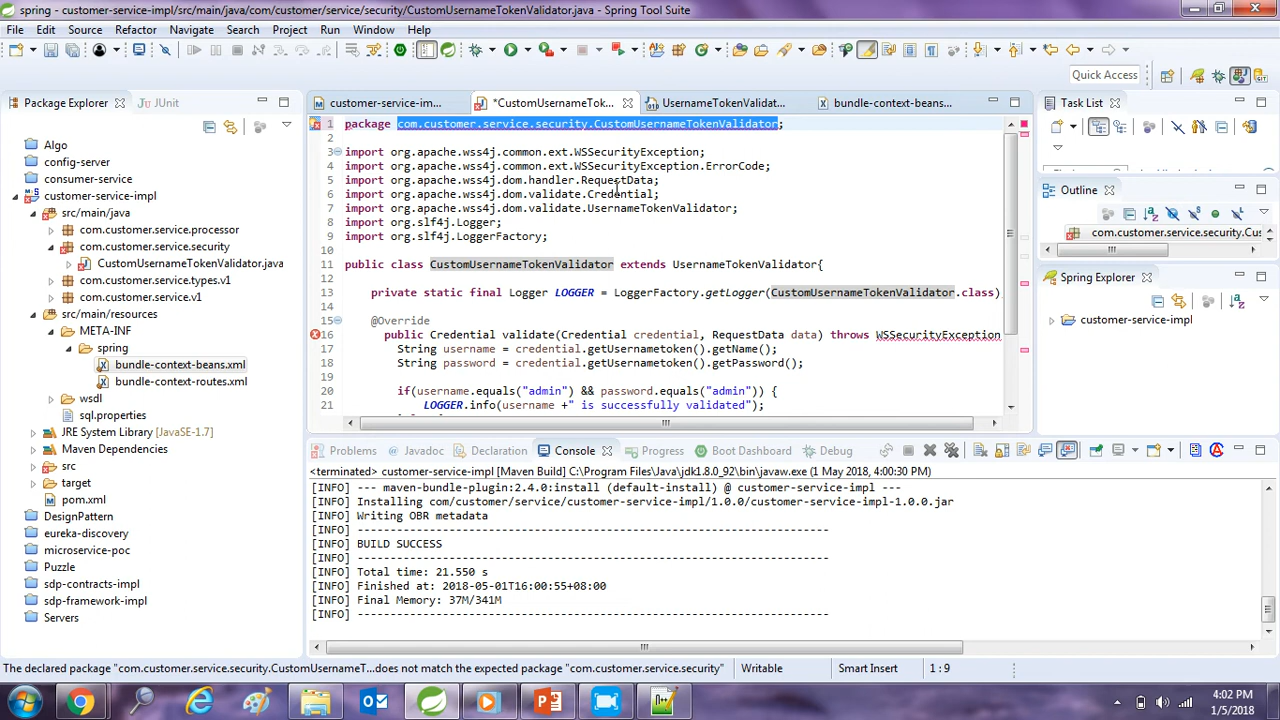 spring - customer-service-impl/src/main/java/com/customer/service/security/CustomUsernameTokenValidator.java - Spring Tool Suite
File Edit Source Refactor Navigate Search Project Run Window Help
Quick Access
Package Explorer
JUnit
Algo
config-server
consumer-service
customer-service-impl
src/main/java
com.customer.service.processor
com.customer.service.security
CustomUsernameTokenValidator.java
com.customer.service.types.v1
com.customer.service.v1
src/main/resources
META-INF
spring
bundle-context-beans.xml
bundle-context-routes.xml
wsdl
sql.properties
JRE System Library [JavaSE-1.7]
Maven Dependencies
src
target
pom.xml
DesignPattern
eureka-discovery
microservice-poc
Puzzle
sdp-contracts-impl
sdp-framework-impl
Servers
customer-service-im...
*CustomUsernameTok...
UsernameTokenValidat...
bundle-context-beans...
1 package com.customer.service.security.CustomUsernameTokenValidator;
2
3 import org.apache.wss4j.common.ext.WSSecurityException;
4 import org.apache.wss4j.common.ext.WSSecurityException.ErrorCode;
5 import org.apache.wss4j.dom.handler.RequestData;
6 import org.apache.wss4j.dom.validate.Credential;
7 import org.apache.wss4j.dom.validate.UsernameTokenValidator;
8 import org.slf4j.Logger;
9 import org.slf4j.LoggerFactory;
10
11 public class CustomUsernameTokenValidator extends UsernameTokenValidator{
12
13 private static final Logger LOGGER = LoggerFactory.getLogger(CustomUsernameTokenValidator.class)
14
15 @Override
16 public Credential validate(Credential credential, RequestData data) throws WSSecurityException
17 String username = credential.getUsernametoken().getName();
18 String password = credential.getUsernametoken().getPassword();
19
20 if(username.equals("admin") && password.equals("admin")) {
21 LOGGER.info(username +" is successfully validated");
Task List
Outline
com.customer.service.security.Cus
Spring Explorer
customer-service-impl
Problems
Javadoc
Declaration
Console
Progress
Boot Dashboard
Debug
<terminated> customer-service-impl [Maven Build] C:\Program Files\Java\jdk1.8.0_92\bin\javaw.exe (1 May 2018, 4:00:30 PM)
[INFO] --- maven-bundle-plugin:2.4.0:install (default-install) @ customer-service-impl ---
[INFO] Installing com/customer/service/customer-service-impl/1.0.0/customer-service-impl-1.0.0.jar
[INFO] Writing OBR metadata
[INFO] ------------------------------------------------------------------------
[INFO] BUILD SUCCESS
[INFO] ------------------------------------------------------------------------
[INFO] Total time: 21.550 s
[INFO] Finished at: 2018-05-01T16:00:55+08:00
[INFO] Final Memory: 37M/341M
[INFO] ------------------------------------------------------------------------
The declared package "com.customer.service.security.CustomUsernameT...does not match the expected package "com.customer.service.security"
Writable
Smart Insert
1 : 9
4:02 PM
1/5/2018